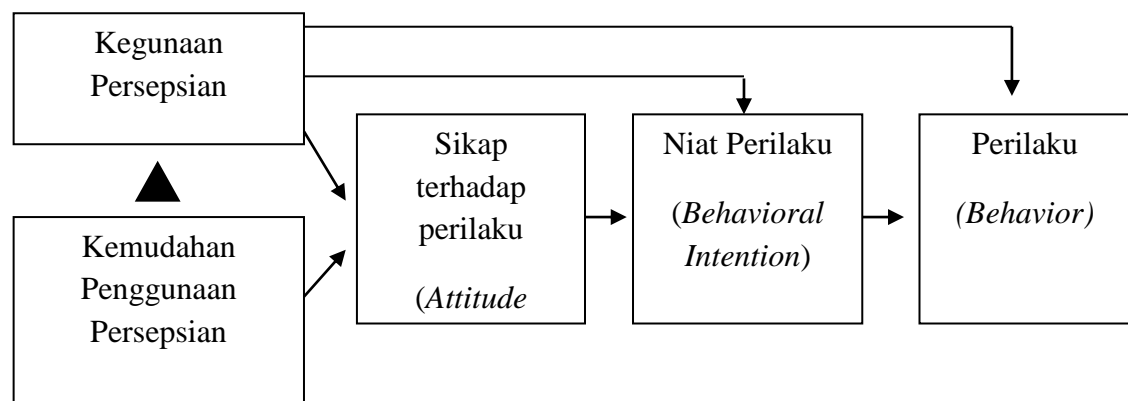 Kegunaan
Persepsian
Kemudahan
Penggunaan
Persepsian
Sikap
terhadap
perilaku
(Attitude
Niat Perilaku
(Behavioral
Intention)
Perilaku
(Behavior)